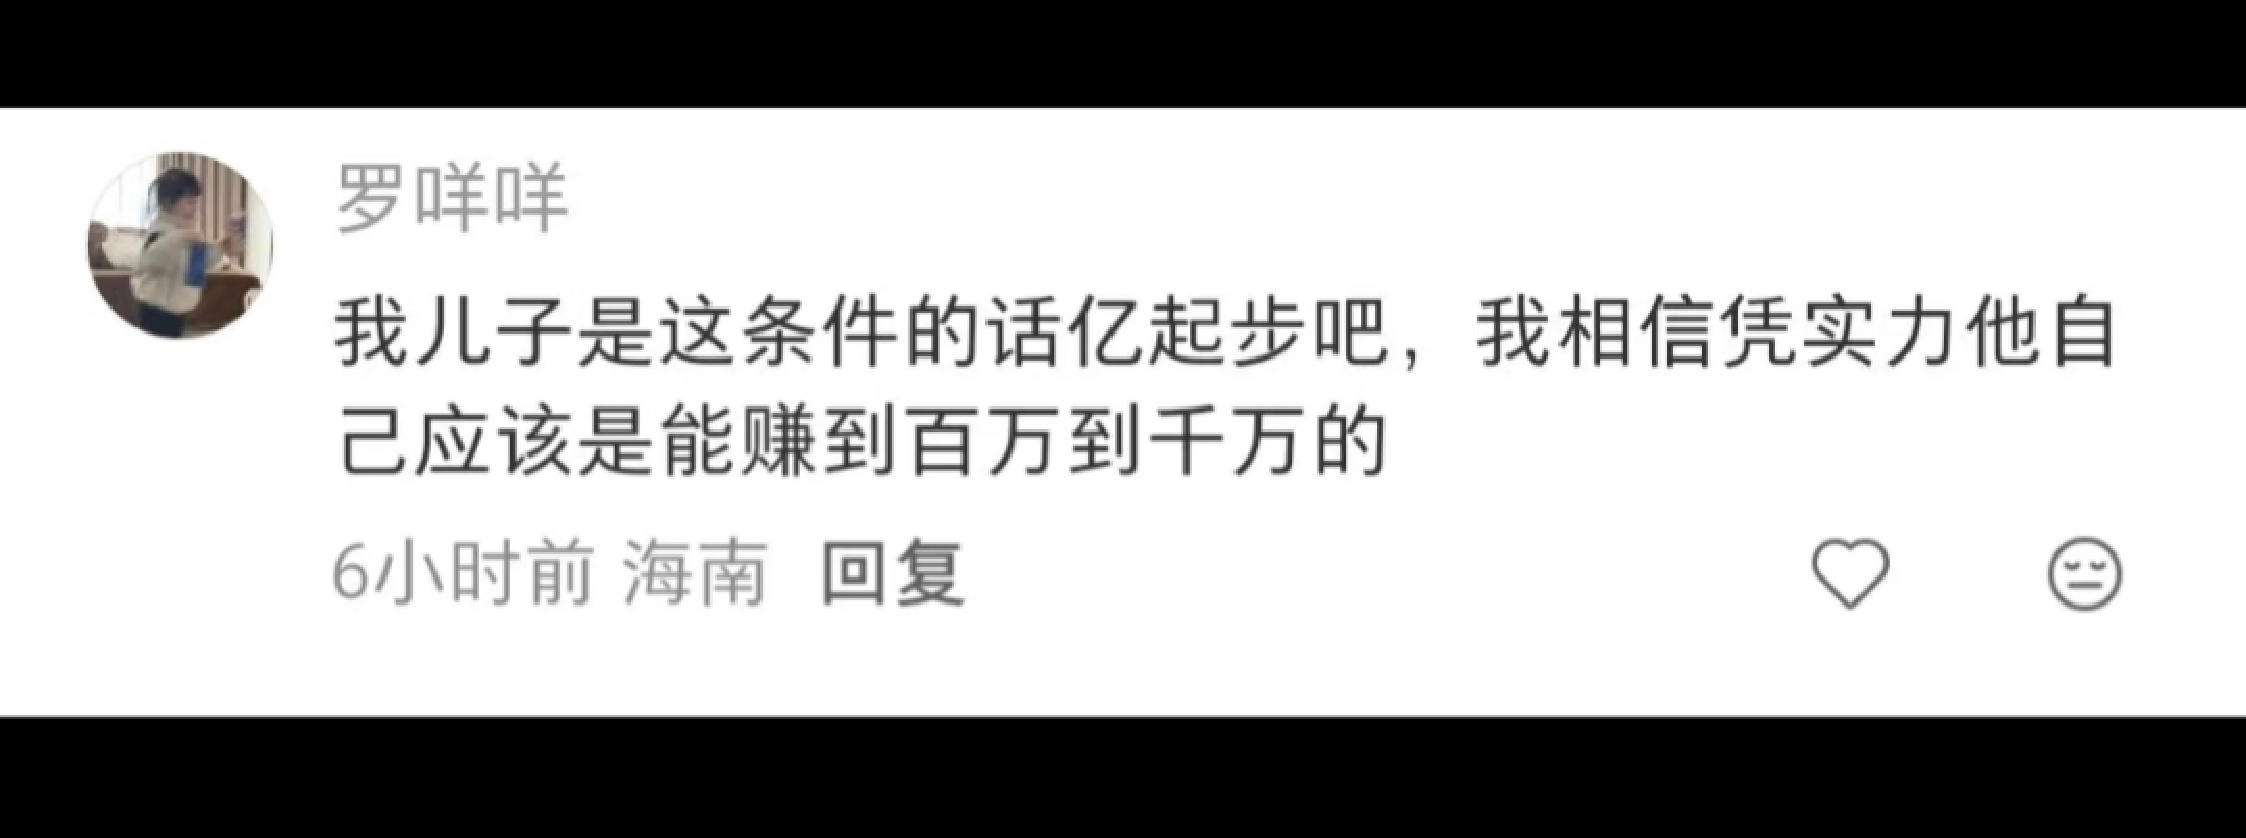 罗咩咩
我儿子是这条件的话亿起步吧，我相信凭实力他自
己应该是能赚到百万到千万的
6小时前 海南 回复